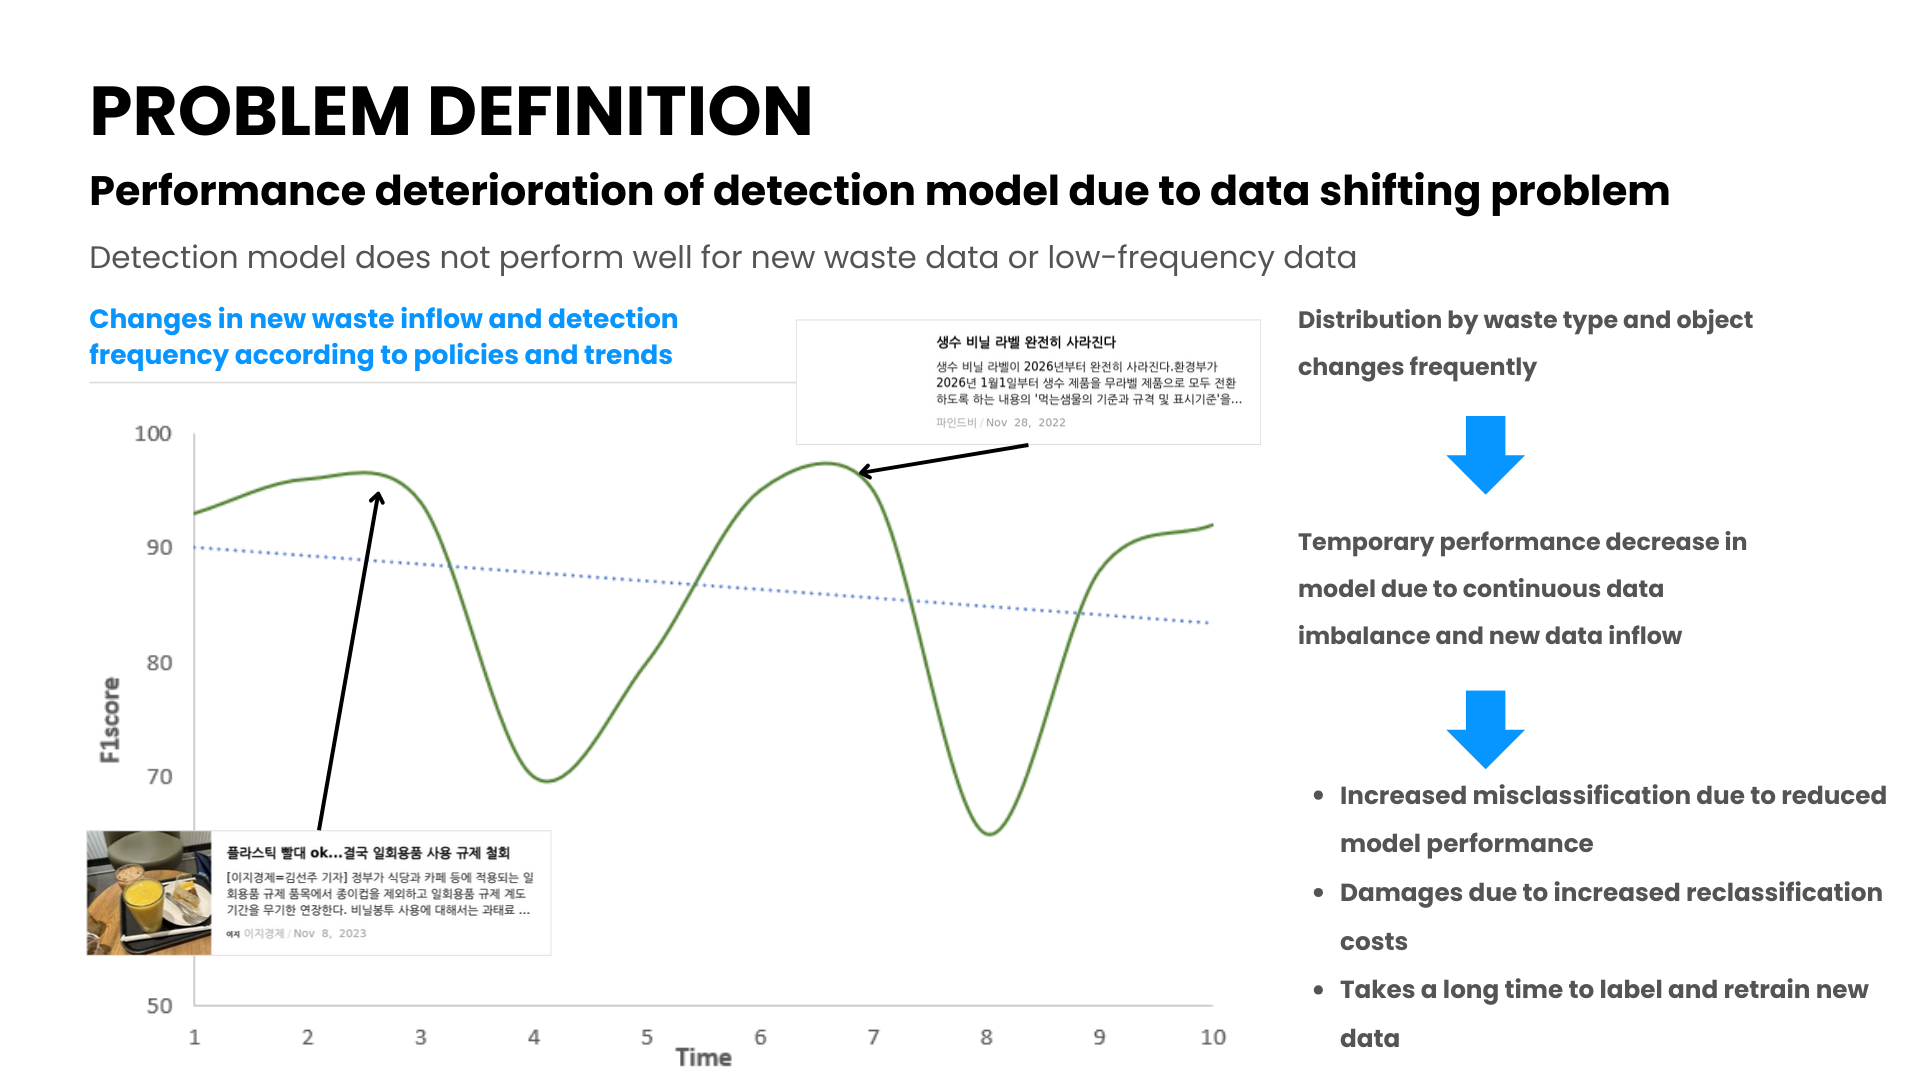 PROBLEM DEFINITION
Performance deterioration of detection model due to data shifting problem
Detection model does not perform well for new waste data or low-frequency data
Changes in new waste inflow and detection
frequency according to policies and trends
생수 비닐 라벨 완전히 사라진다
생수 비닐 라벨이 2026년부터 완전히 사라진다.환경부가
2026년 1월1일부터 생수 제품을 무라벨 제품으로 모두 전환
하도록 하는 내용의 '먹는샘물의 기준과 규격 및 표시기준'을...
파인드비 / Nov 28, 2022
100
90
80
70
50
F1score
1 2 3 4 5 6 7 8 9 10
Time
플라스틱 빨대 ok...결국 일회용품 사용 규제 철회
[이지경제=김선주 기자] 정부가 식당과 카페 등에 적용되는 일
회용품 규제 품목에서 종이컵을 제외하고 일회용품 규제 계도
기간을 무기한 연장한다. 비닐봉투 사용에 대해서는 과태료 ...
이지 이지경제 / Nov 8, 2023
Distribution by waste type and object
changes frequently
Temporary performance decrease in
model due to continuous data
imbalance and new data inflow
• Increased misclassification due to reduced
model performance
• Damages due to increased reclassification
costs
• Takes a long time to label and retrain new
data